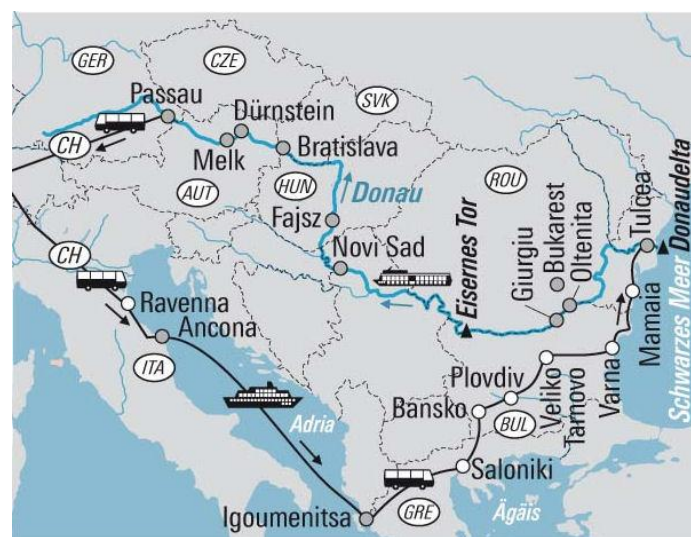 GER
CZE
Passau
Dürnstein
SVK
CH
Melk
Bratislava
AUT
HUN
Donau
ROU
Fajsz
Tulcea
Donaudelta
Novi Sad
Eisernes Tor
Giurgiu
Bukarest
Oltenita
CH
Ravenna
Ancona
Mamaia
Schwarzes Meer
ITA
Plovdiv
Veliko
Tarnovo
Varna
Bansko
BUL
Adria
Saloniki
Igoumenitsa
GRE
Ägäis